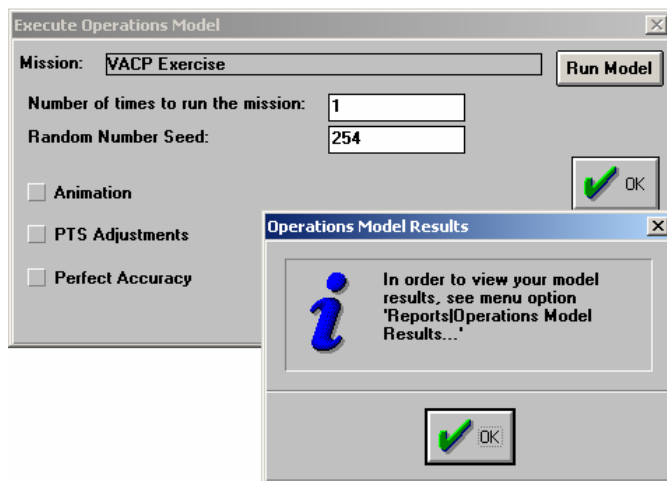 Execute Operations Model
Mission: VACP Exercise
Run Model
Number of times to run the mission: 1
Random Number Seed: 254
OK
Animation
PTS Adjustments
Perfect Accuracy
Operations Model Results
In order to view your model
results, see menu option
'Reports|Operations Model
Results...'
OK